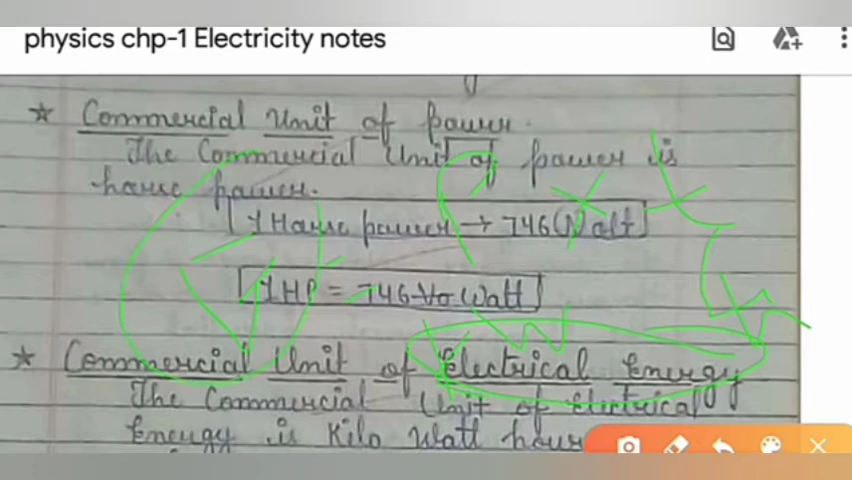 physics chp-1 Electricity notes
★ Commercial Unit of power.
The Commercial Unit of power is
horse power.
1 Horse power → 746 Watt
1 HP = 746 Watt
★ Commercial Unit of Electrical Energy
The Commercial Unit of Electrical
Energy is Kilo Watt hour